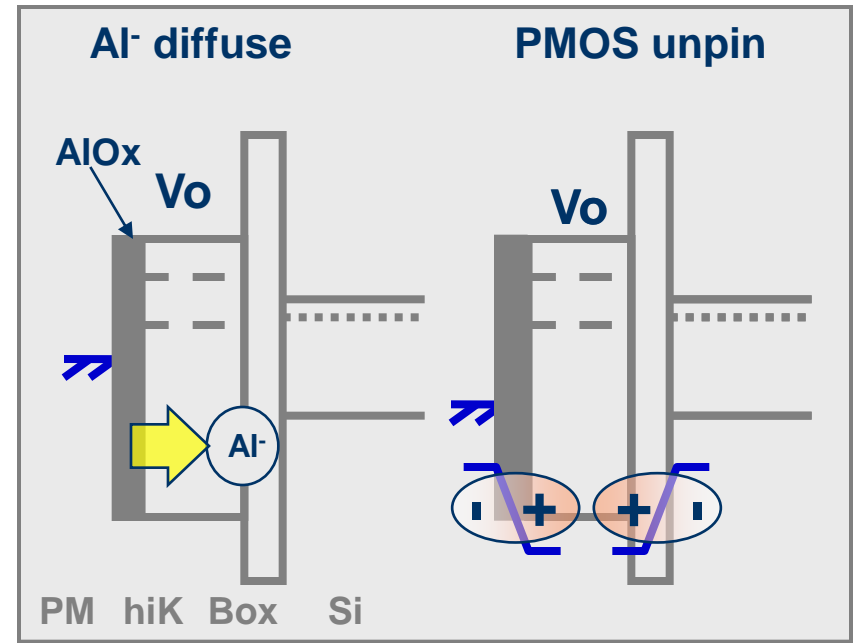 Al- diffuse
PMOS unpin
AlOx
Vo
Vo
Al-
- + + -
PM hiK Box Si